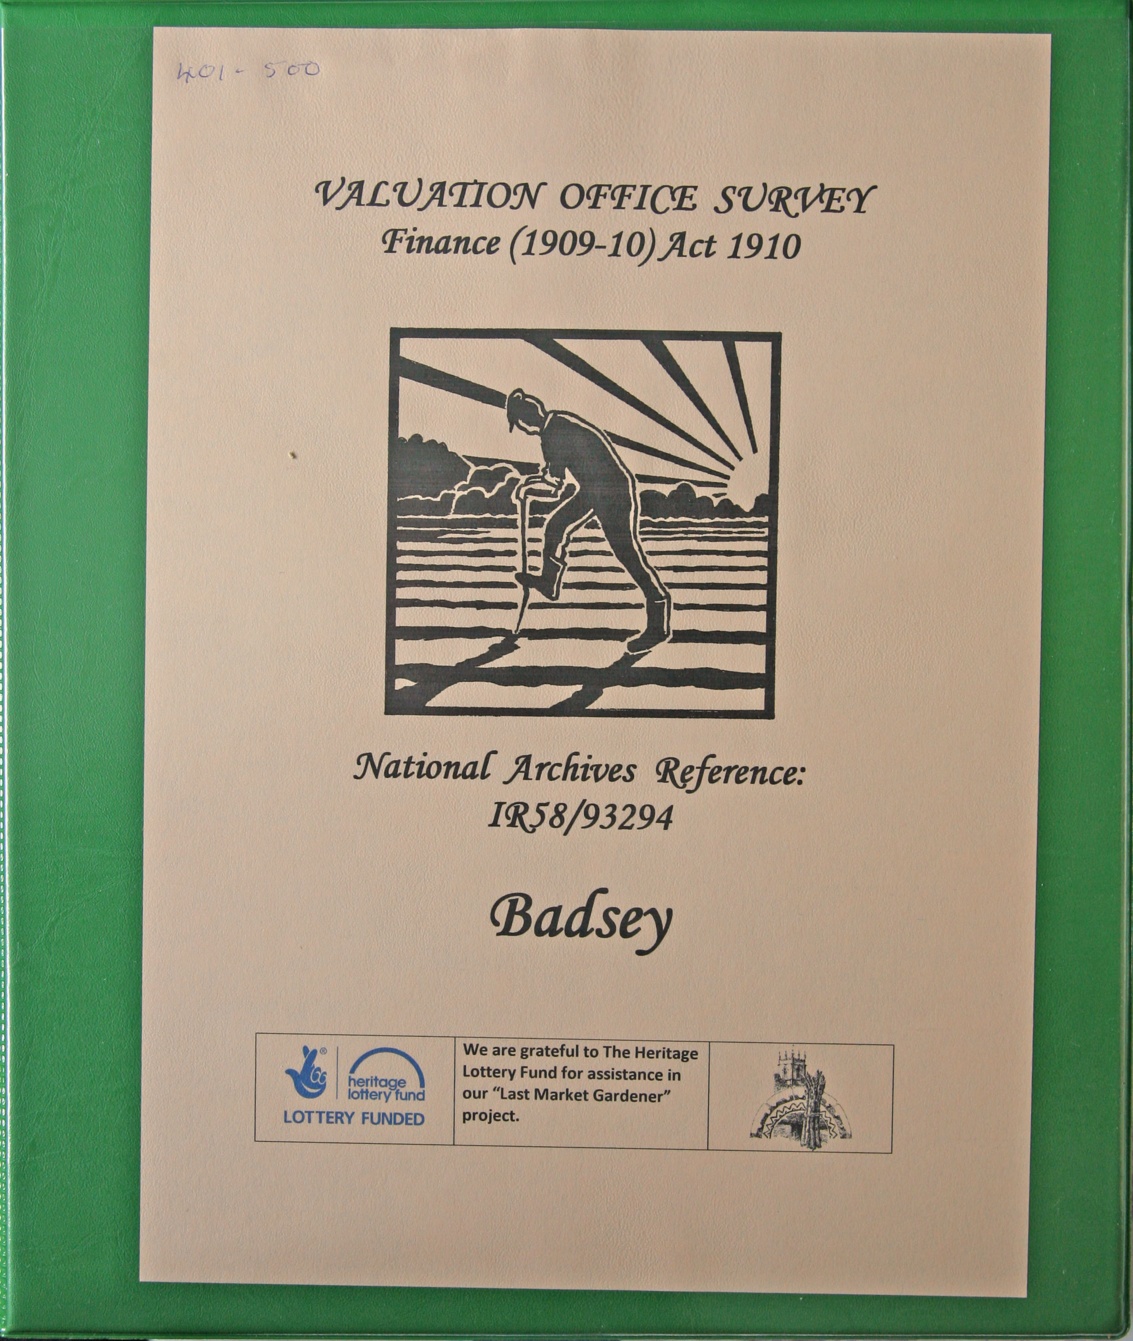 401 - 500
VALUATION OFFICE SURVEY
Finance (1909-10) Act 1910
National Archives Reference:
IR58/93294
Badsey
®
heritage
lottery fund
LOTTERY FUNDED
We are grateful to The Heritage
Lottery Fund for assistance in
our “Last Market Gardener”
project.